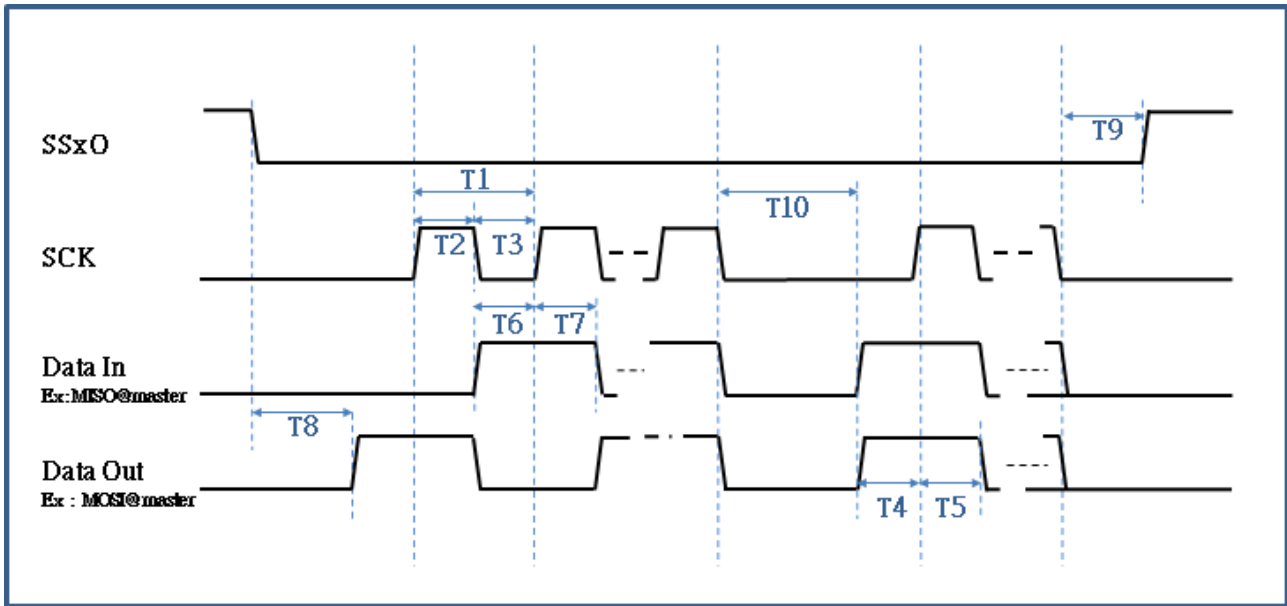 SSxO
T9
T1
T10
T2
T3
SCK
T6
T7
Data In
Ex:MISO@master
T8
Data Out
Ex : MOSI@master
T4
T5